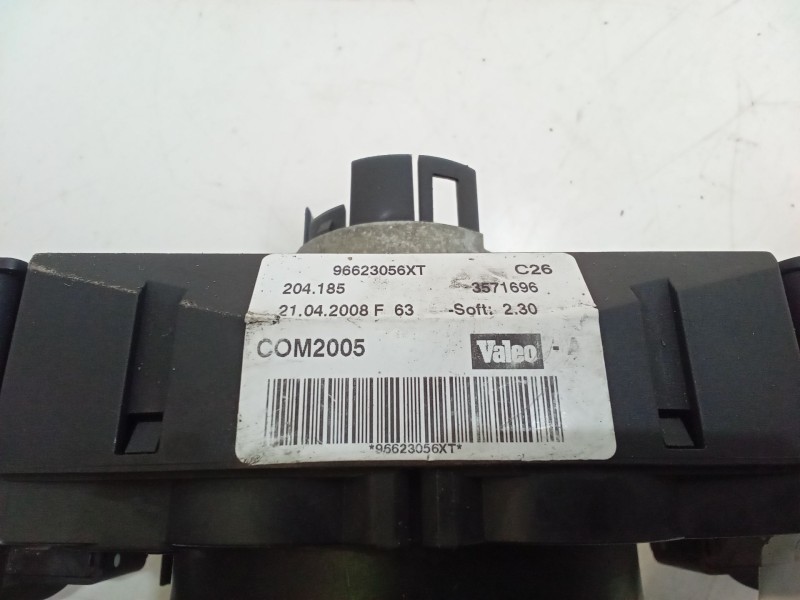 96623056XT C26
204.185 3571696
21.04.2008 F 63 -Soft: 2.30
COM2005 Valeo - A
*96623056XT*